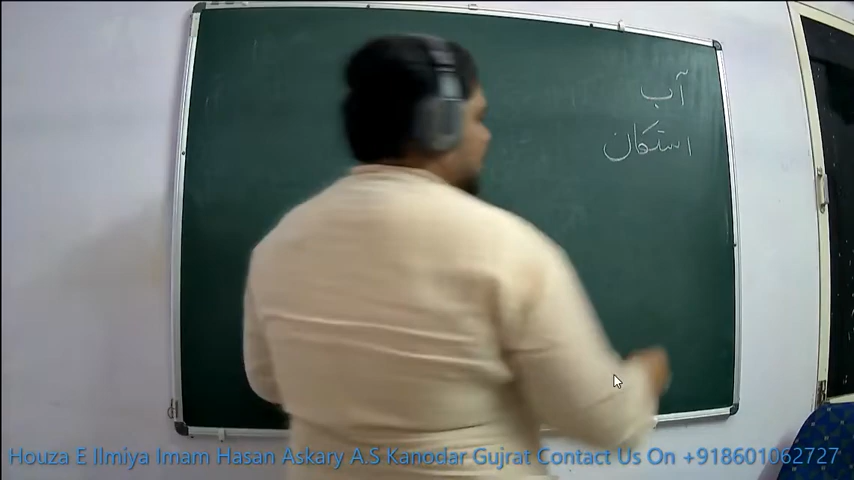 آب
استکان
Houza E Ilmiya Imam Hasan Askary A.S Kanodar Gujrat Contact Us On +918601062727